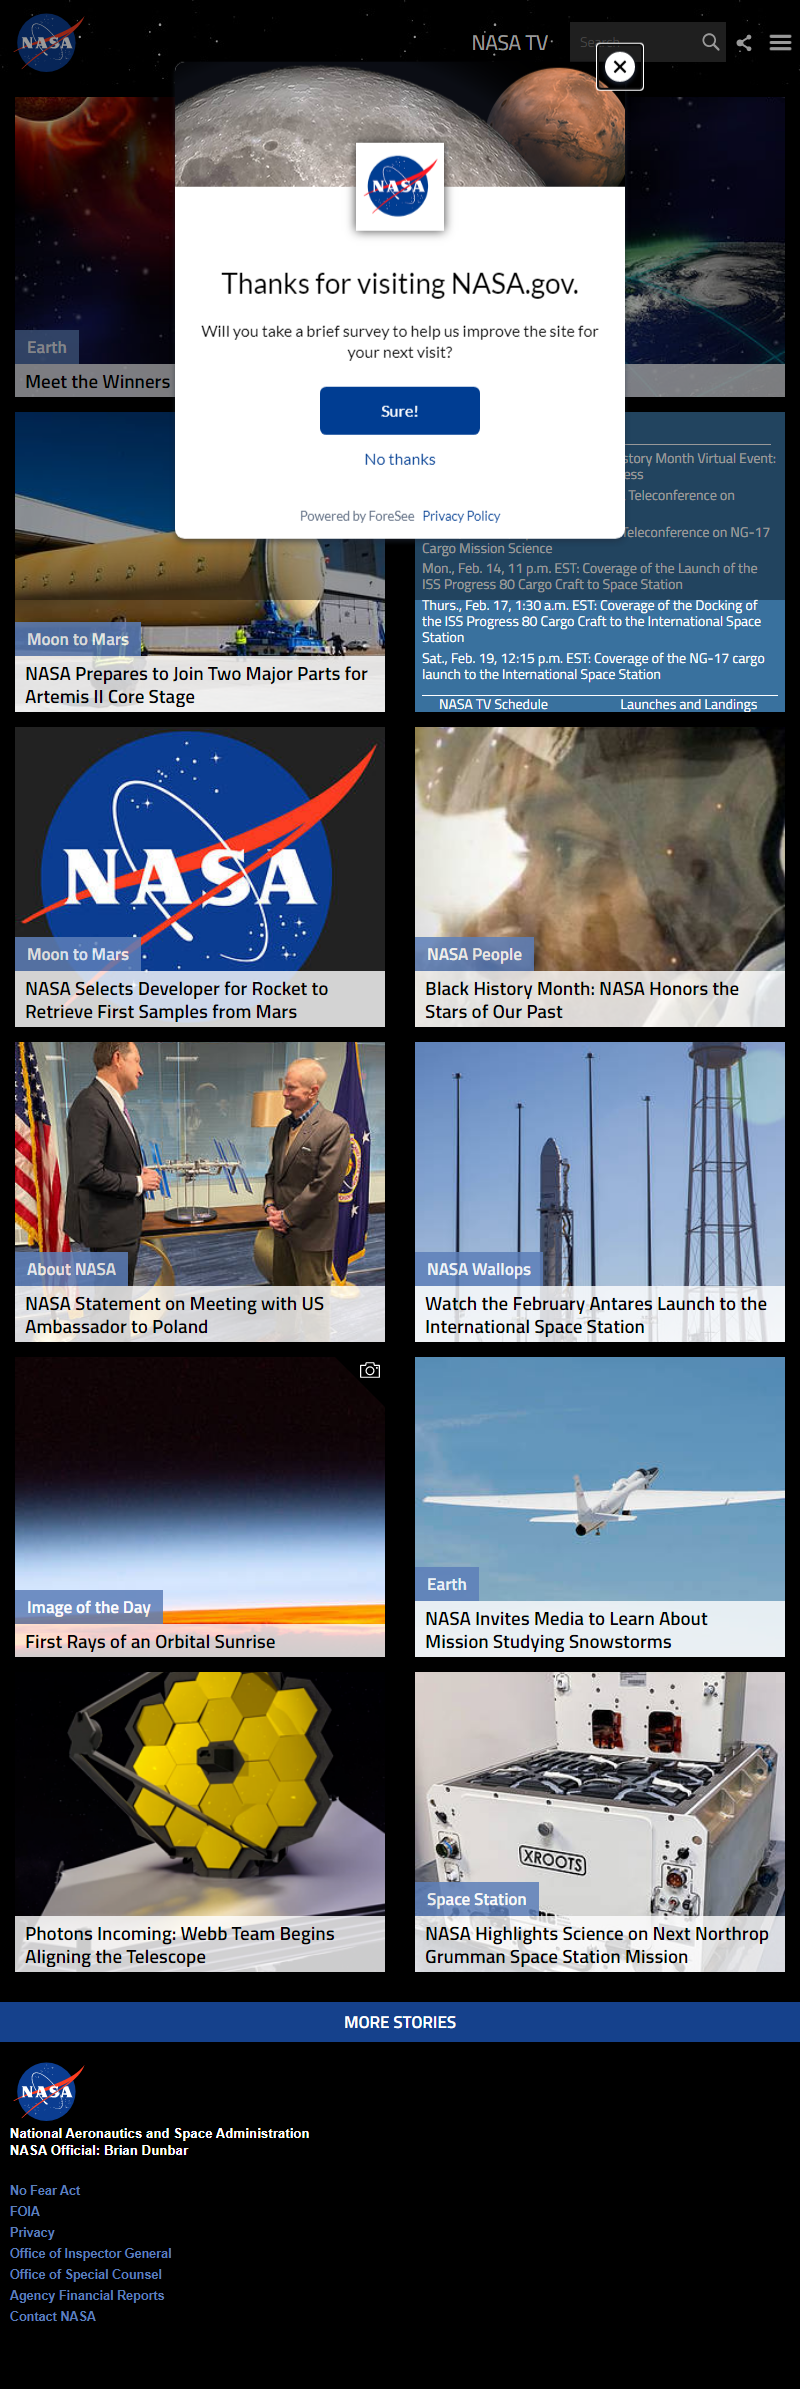 NASA
NASA TV
Search
NASA
Thanks for visiting NASA.gov.
Will you take a brief survey to help us improve the site for
your next visit?
Sure!
No thanks
Powered by ForeSee Privacy Policy
Earth
Meet the Winners
story Month Virtual Event:
ess
Teleconference on
Teleconference on NG-17
Cargo Mission Science
Mon., Feb. 14, 11 p.m. EST: Coverage of the Launch of the
ISS Progress 80 Cargo Craft to Space Station
Thurs., Feb. 17, 1:30 a.m. EST: Coverage of the Docking of
the ISS Progress 80 Cargo Craft to the International Space
Station
Sat., Feb. 19, 12:15 p.m. EST: Coverage of the NG-17 cargo
launch to the International Space Station
NASA TV Schedule Launches and Landings
Moon to Mars
NASA Prepares to Join Two Major Parts for
Artemis II Core Stage
NASA
Moon to Mars
NASA Selects Developer for Rocket to
Retrieve First Samples from Mars
NASA People
Black History Month: NASA Honors the
Stars of Our Past
About NASA
NASA Statement on Meeting with US
Ambassador to Poland
NASA Wallops
Watch the February Antares Launch to the
International Space Station
Image of the Day
First Rays of an Orbital Sunrise
Earth
NASA Invites Media to Learn About
Mission Studying Snowstorms
Photons Incoming: Webb Team Begins
Aligning the Telescope
XROOTS
Space Station
NASA Highlights Science on Next Northrop
Grumman Space Station Mission
MORE STORIES
NASA
National Aeronautics and Space Administration
NASA Official: Brian Dunbar
No Fear Act
FOIA
Privacy
Office of Inspector General
Office of Special Counsel
Agency Financial Reports
Contact NASA